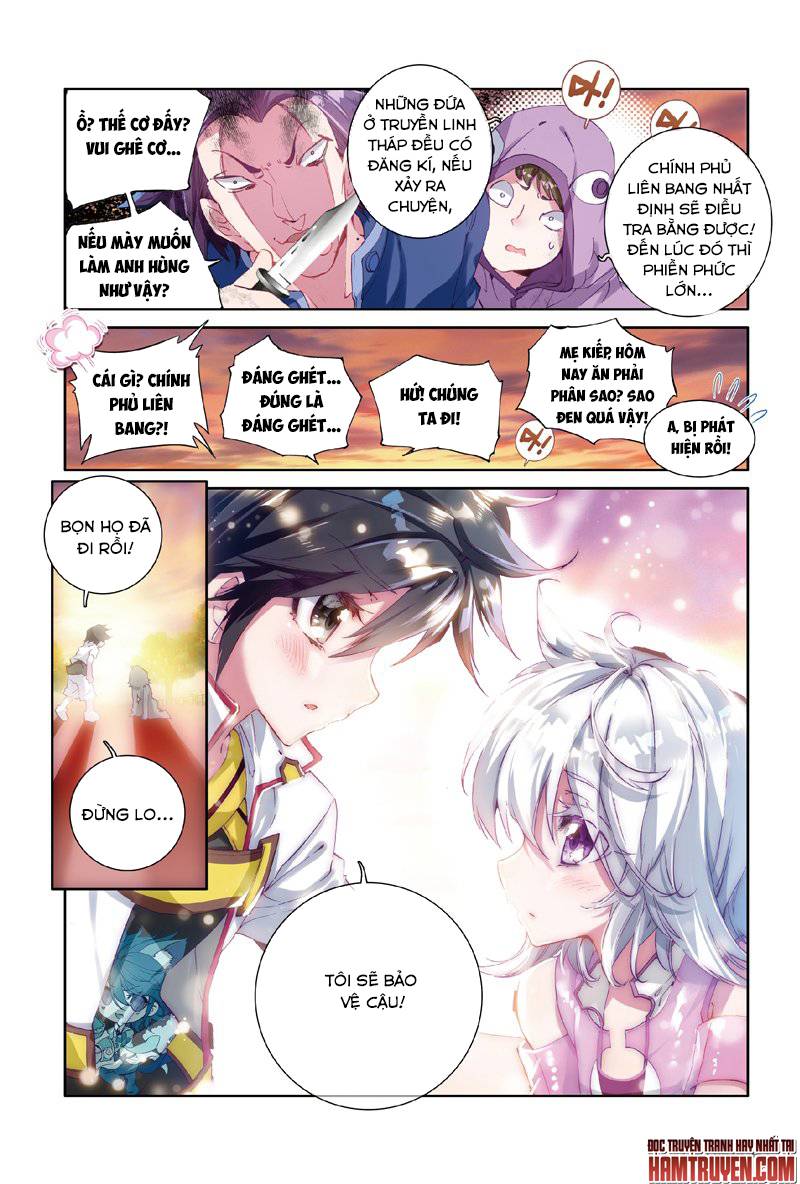 Ồ? THẾ CƠ ĐẤY?
VUI GHÊ CƠ...
NẾU MÀY MUỐN
LÀM ANH HÙNG
NHƯ VẬY?
NHỮNG ĐỨA
Ở TRUYỀN LINH
THÁP ĐỀU CÓ
ĐĂNG KÍ, NẾU
XẢY RA
CHUYỆN,
CHÍNH PHỦ
LIÊN BANG NHẤT
ĐỊNH SẼ ĐIỀU
TRA BẰNG ĐƯỢC!
ĐẾN LÚC ĐÓ THÌ
PHIỀN PHỨC
LỚN...
CÁI GÌ? CHÍNH
PHỦ LIÊN
BANG?!
ĐÁNG GHÉT...
ĐÚNG LÀ
ĐÁNG GHÉT...
HỨ! CHÚNG
TA ĐI!
MẸ KIẾP, HÔM
NAY ĂN PHẢI
PHÂN SAO? SAO
ĐEN QUÁ VẬY!
A, BỊ PHÁT
HIỆN RỒI!
BỌN HỌ ĐÃ
ĐI RỒI!
ĐỪNG LO...
TÔI SẼ BẢO
VỆ CẬU!
ĐỌC TRUYỆN TRANH HAY NHẤT TẠI
HAMTRUYEN.COM